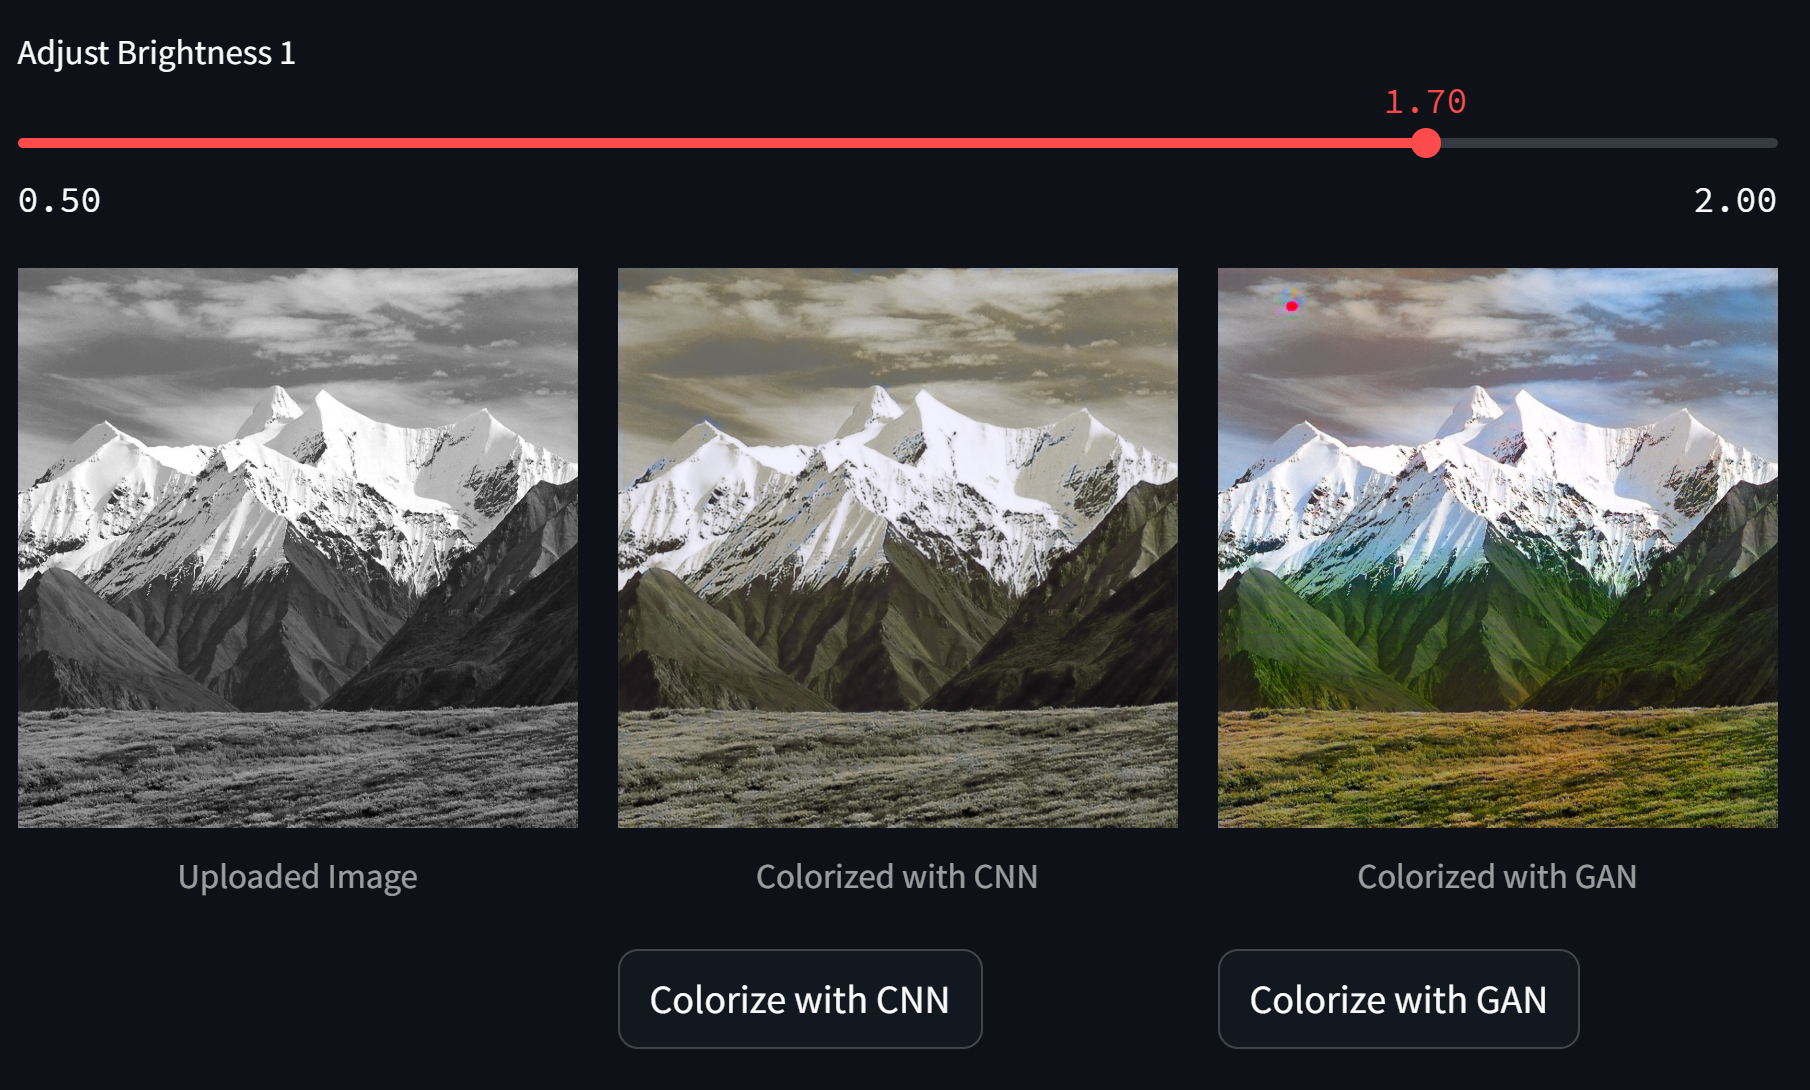 Adjust Brightness 1
1.70
0.50
2.00
Uploaded Image
Colorized with CNN
Colorized with GAN
Colorize with CNN
Colorize with GAN